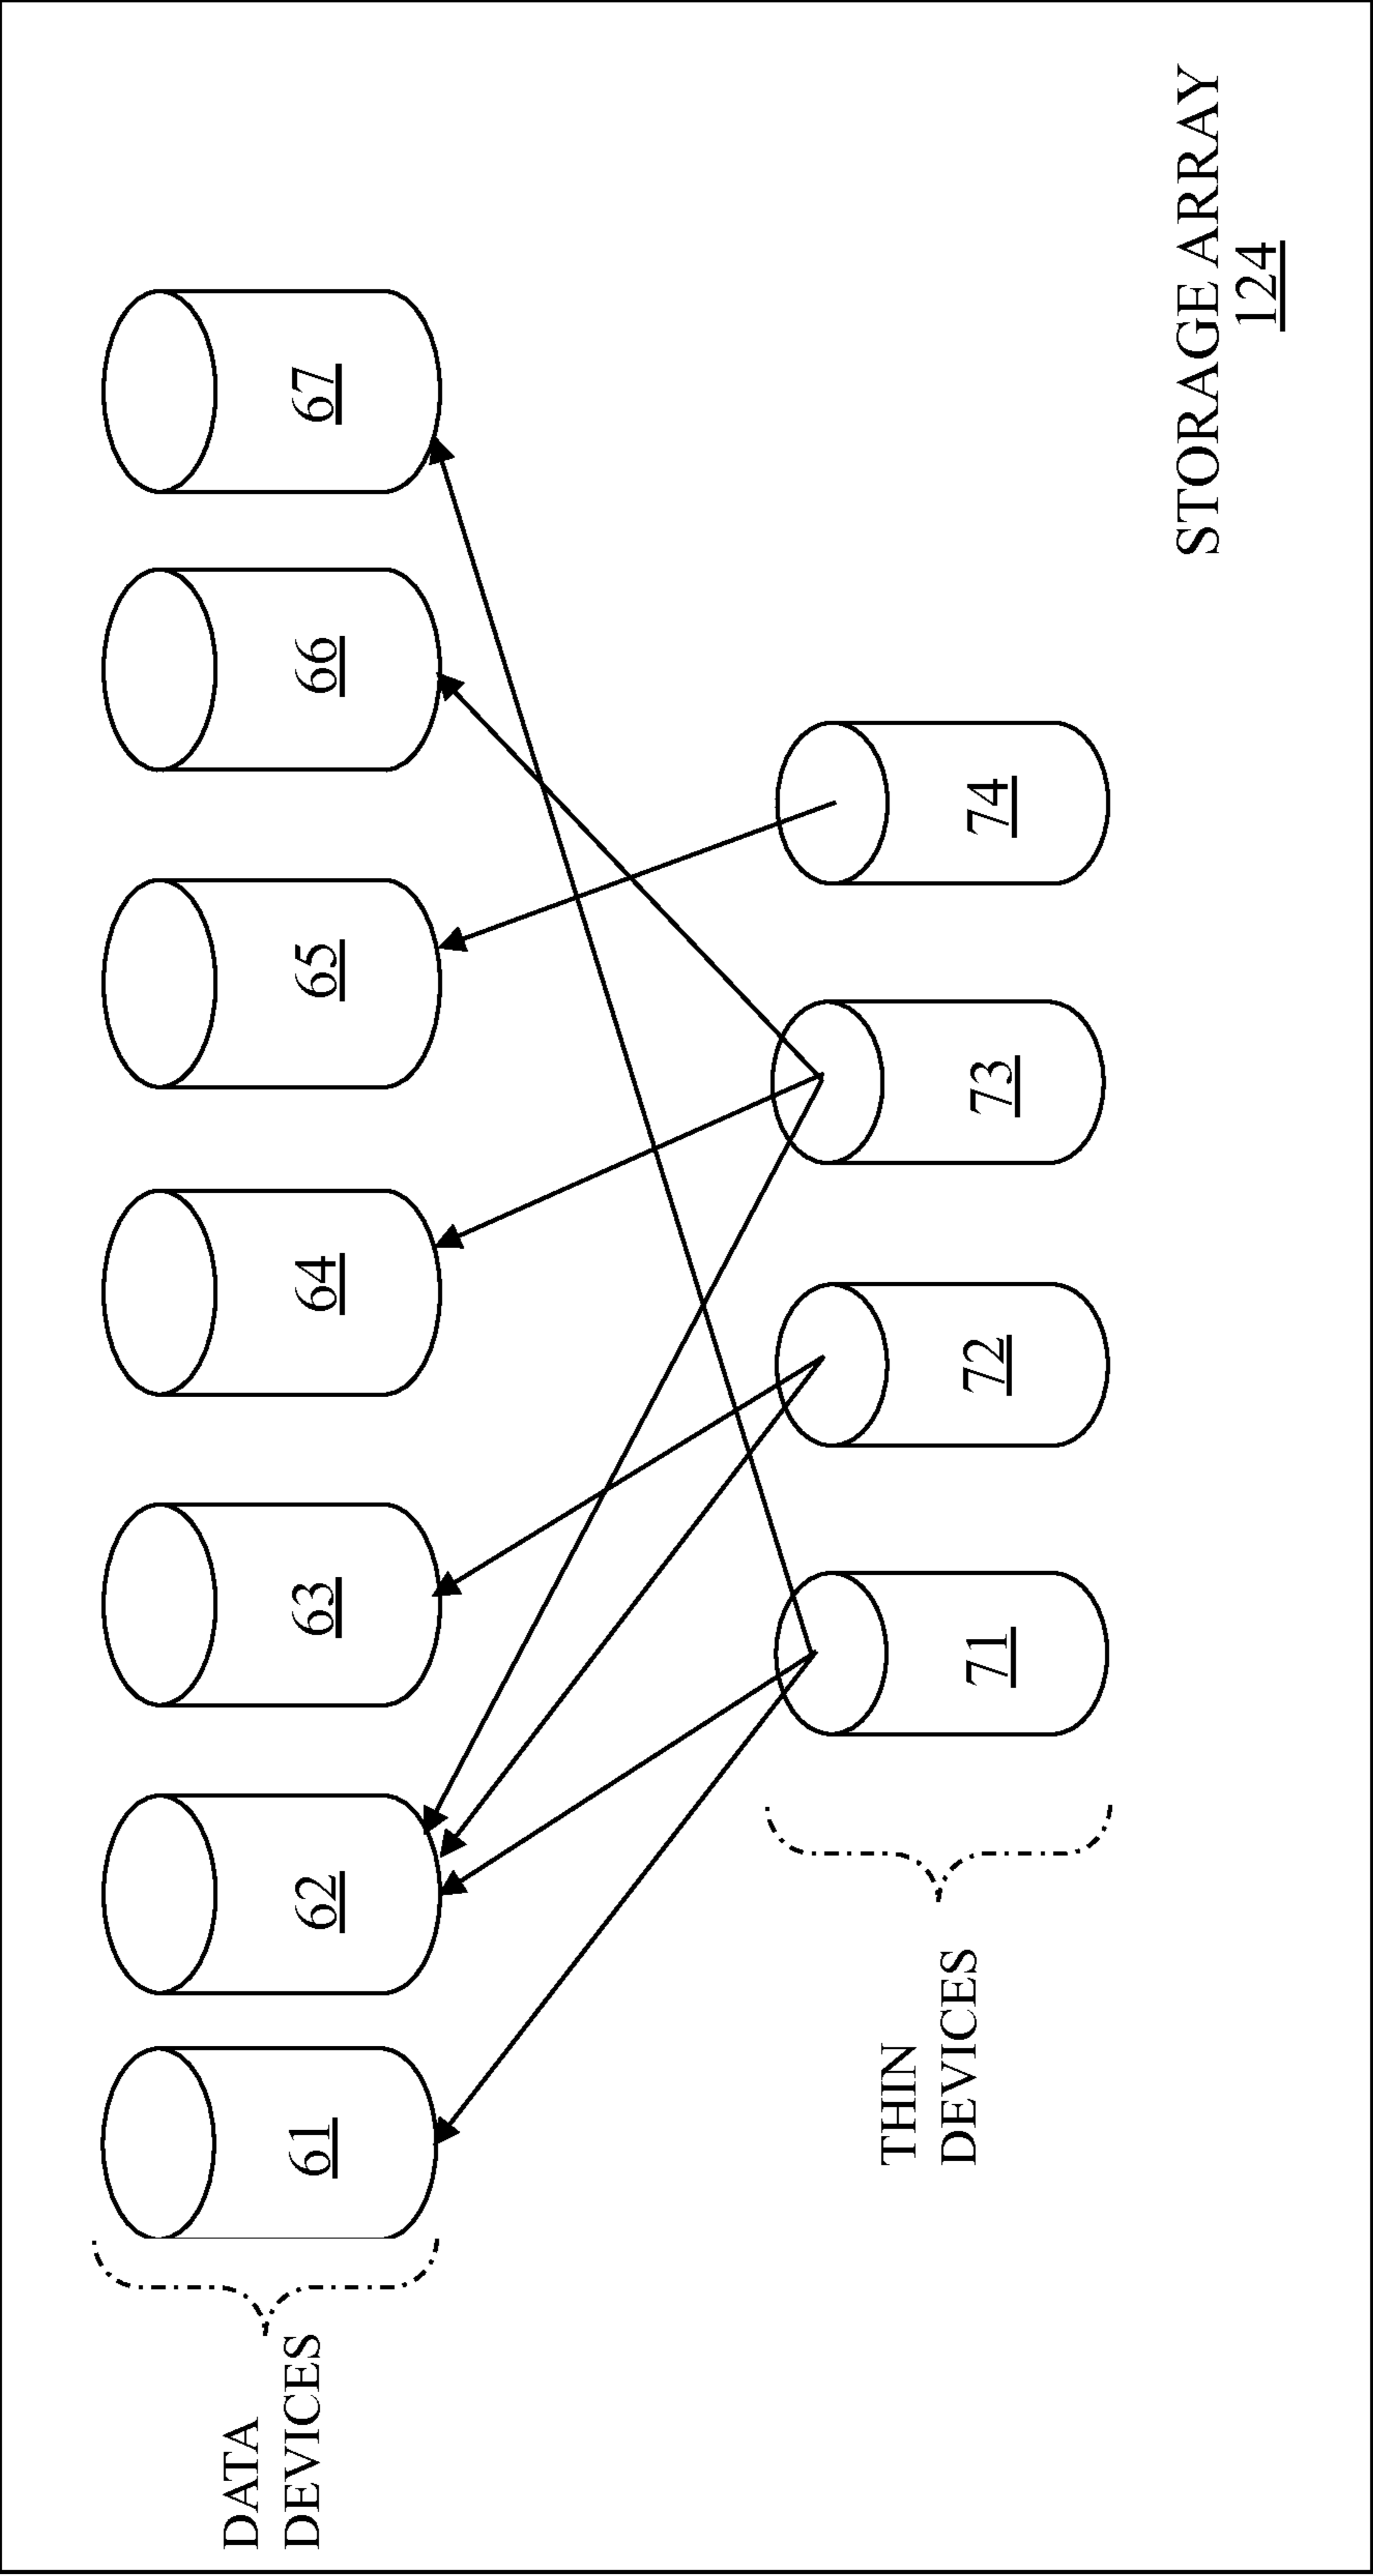 DATA
DEVICES
61
62
63
64
65
66
67
THIN
DEVICES
71
72
73
74
STORAGE ARRAY
124